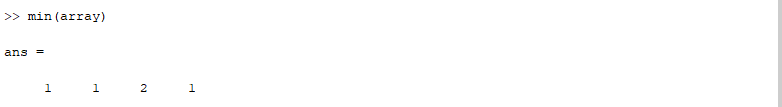 >> min(array)
ans =
1 1 2 1